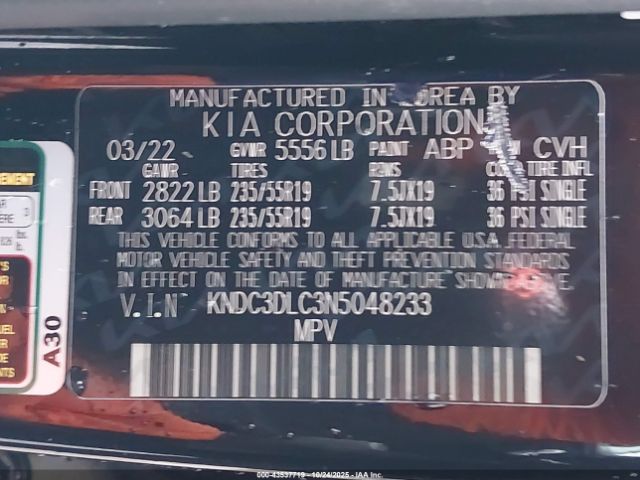 MANUFACTURED IN KOREA BY
KIA CORPORATION
03/22 GVWR 5556 LB PAINT ABP CVH
GAWR TIRES RIMS COLD TIRE INFL
FRONT 2822 LB 235/55R19 7.5JX19 36 PSI SINGLE
REAR 3064 LB 235/55R19 7.5JX19 36 PSI SINGLE
THIS VEHICLE CONFORMS TO ALL APPLICABLE U.S.A. FEDERAL
MOTOR VEHICLE SAFETY AND THEFT PREVENTION STANDARDS
IN EFFECT ON THE DATE OF MANUFACTURE SHOWN ABOVE.
V.I.N KNDC3DLC3N5048233
MPV
A30
000-43537719 - 10/24/2025 - IAA Inc.